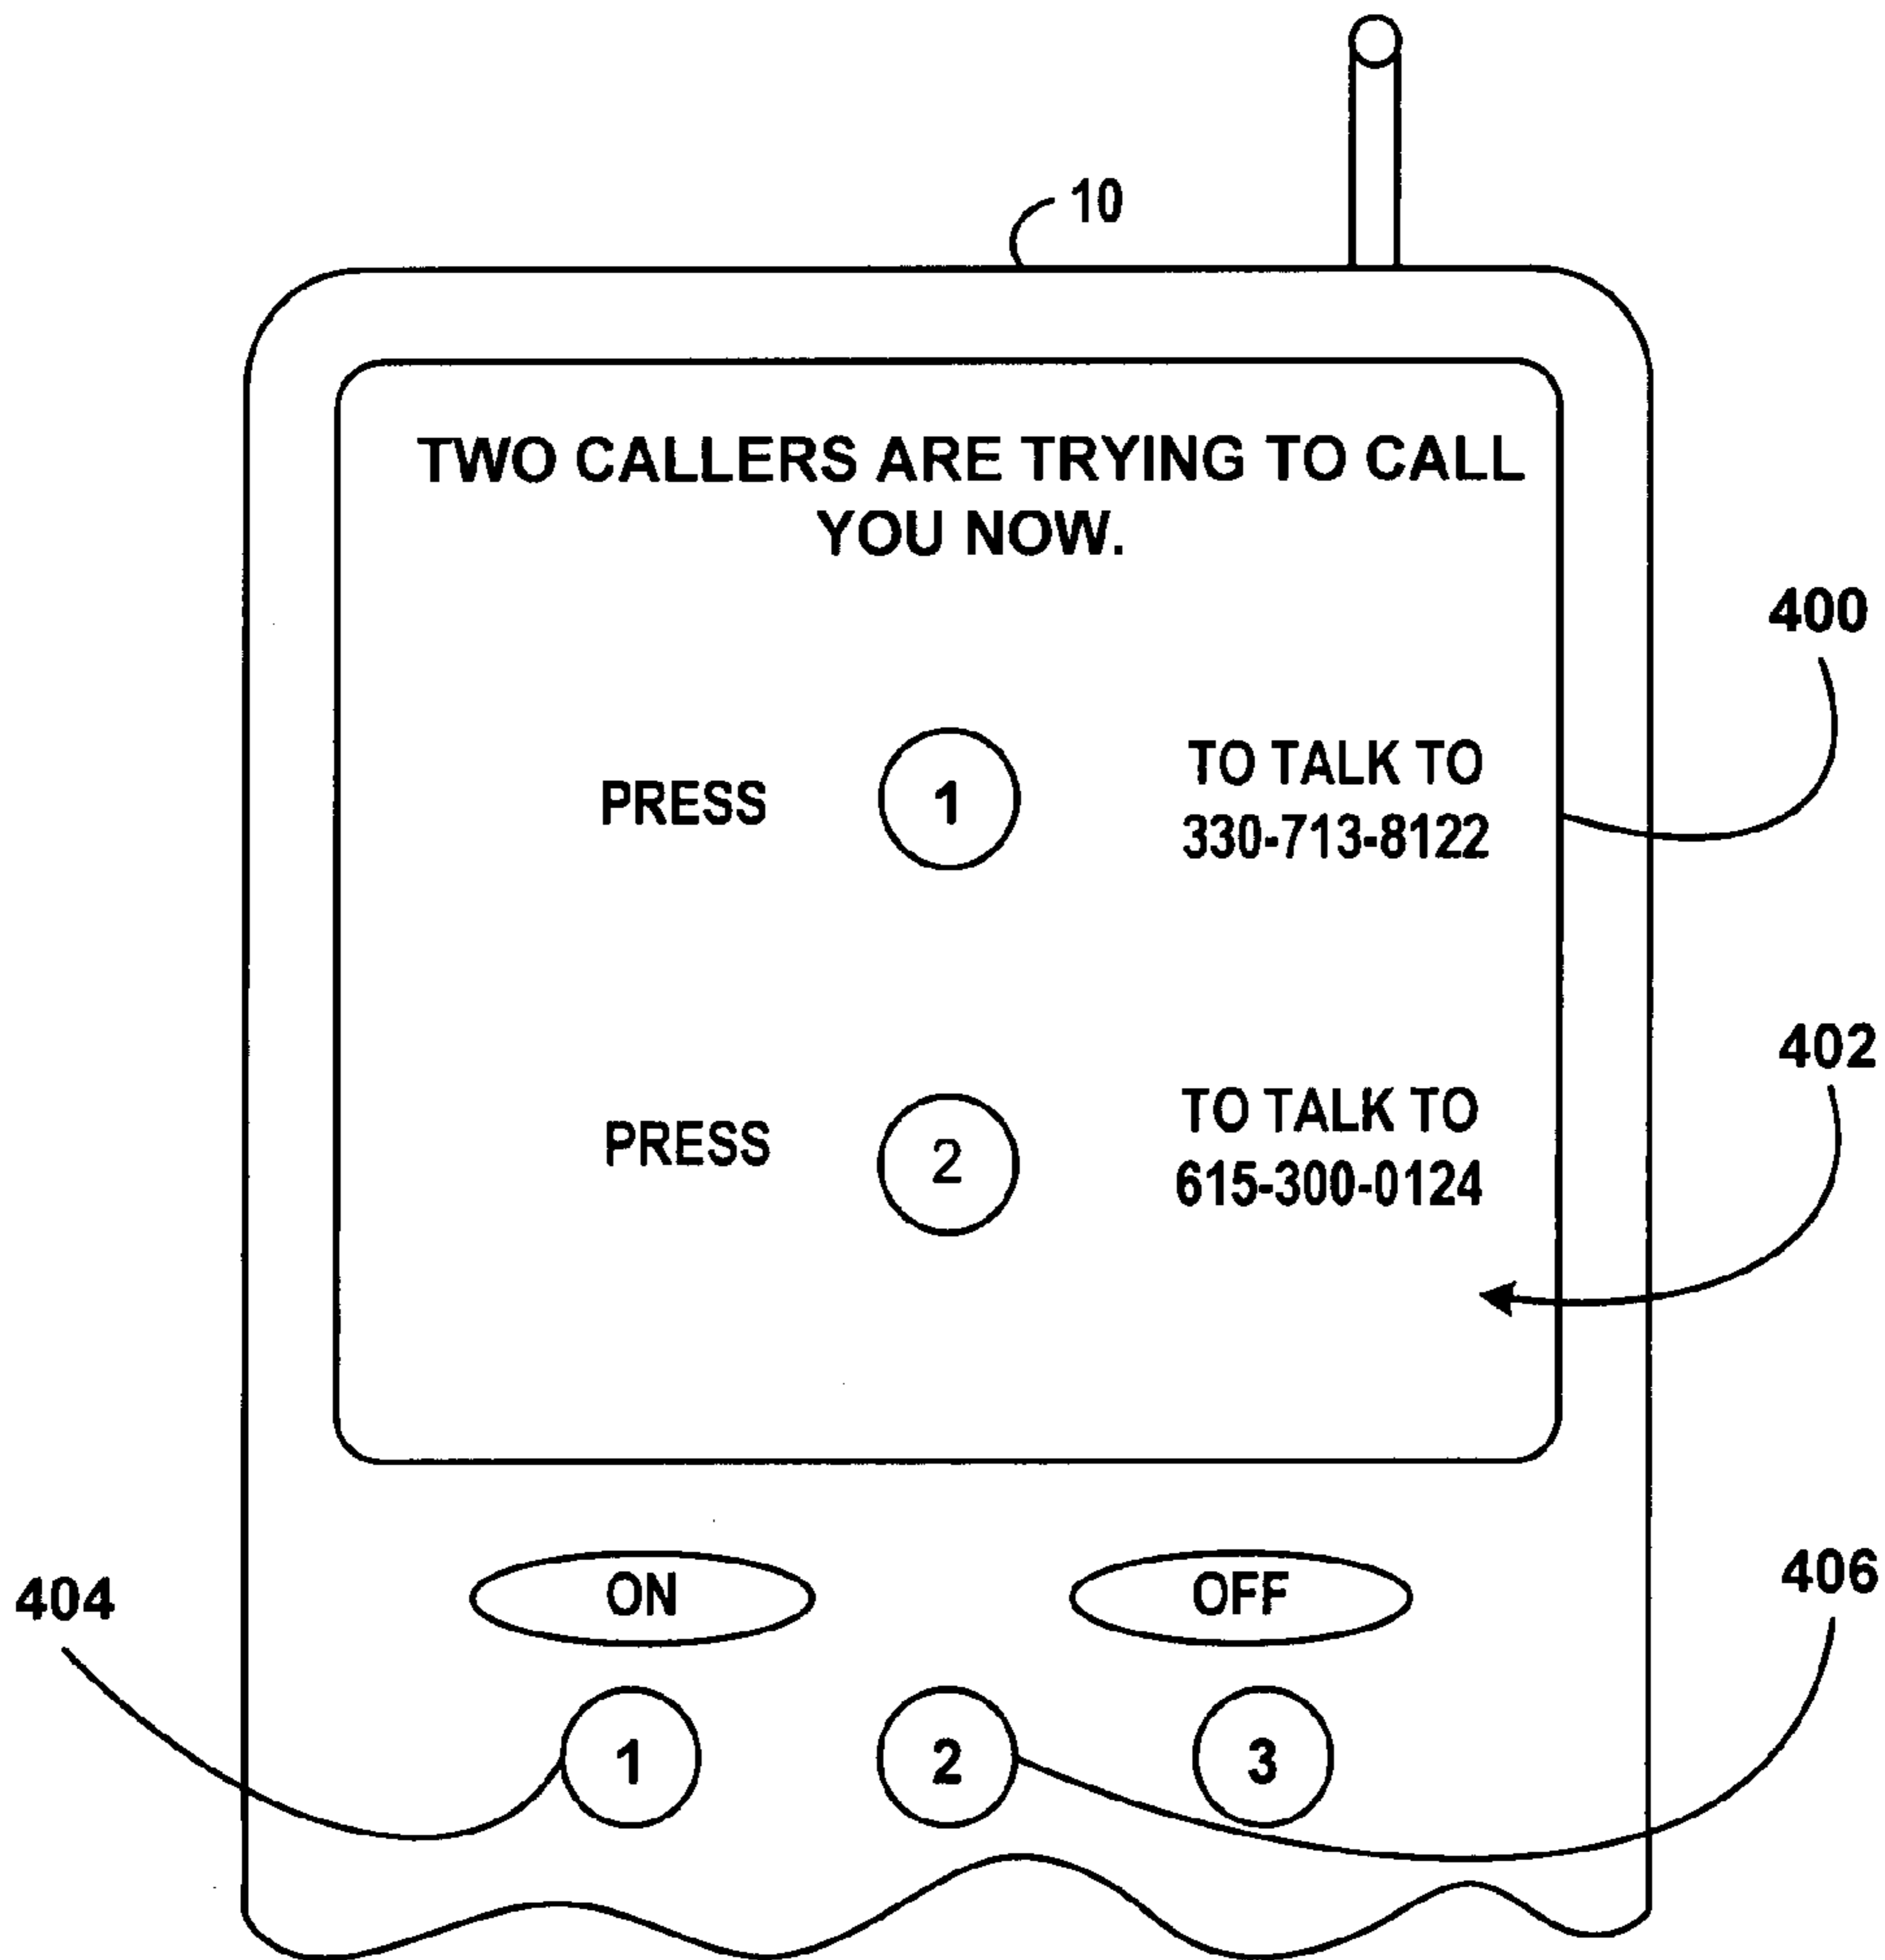 10
TWO CALLERS ARE TRYING TO CALL
YOU NOW.
400
PRESS
1
TO TALK TO
330-713-8122
402
PRESS
2
TO TALK TO
615-300-0124
404
ON
OFF
406
1
2
3